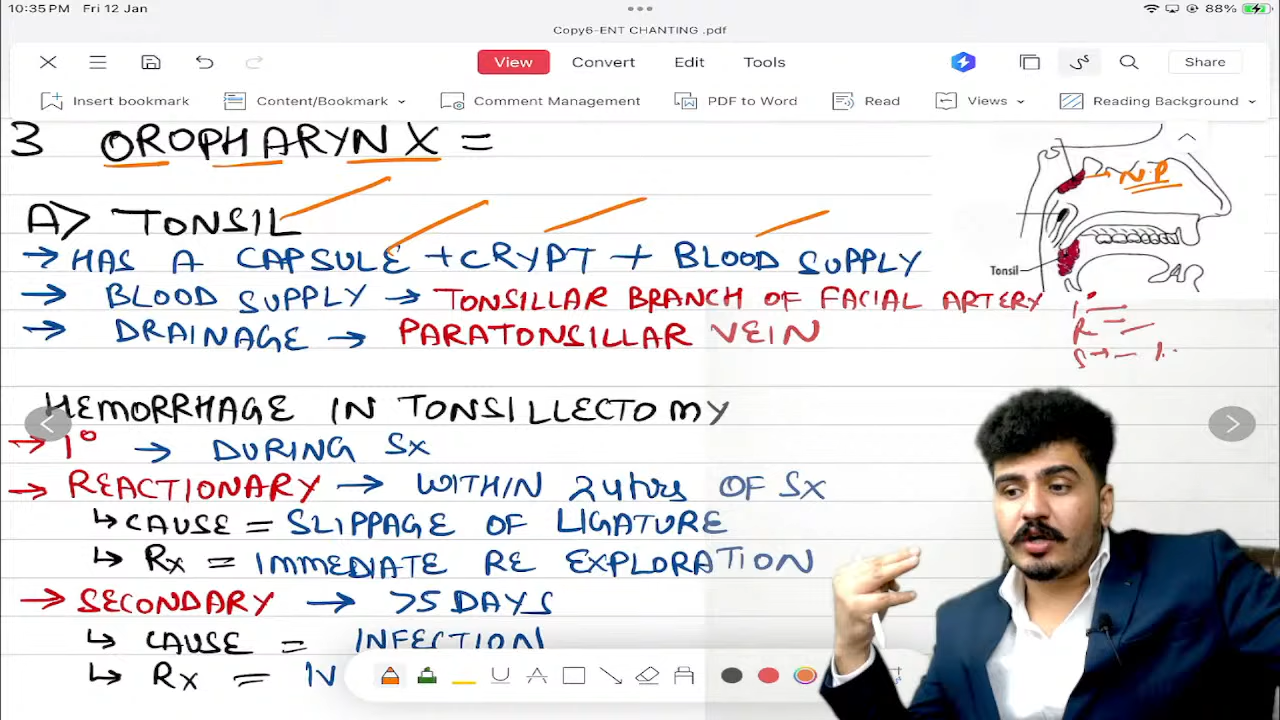 10:35 PM Fri 12 Jan
88%
Copy6-ENT CHANTING .pdf
View Convert Edit Tools Share
Insert bookmark Content/Bookmark Comment Management PDF to Word Read Views Reading Background
3 OROPHARYNX =
N.P
A> TONSIL
→ HAS A CAPSULE + CRYPT + BLOOD SUPPLY
Tonsil
→ BLOOD SUPPLY → TONSILLAR BRANCH OF FACIAL ARTERY
1°
→ DRAINAGE → PARATONSILLAR VEIN
R
S →
HEMORRHAGE IN TONSILLECTOMY
→ 1° → DURING Sx
→ REACTIONARY → WITHIN 24hrs OF Sx
↳ CAUSE = SLIPPAGE OF LIGATURE
↳ Rx = IMMEDIATE RE EXPLORATION
→ SECONDARY → >5 DAYS
↳ CAUSE = INFECTION
↳ Rx = IV